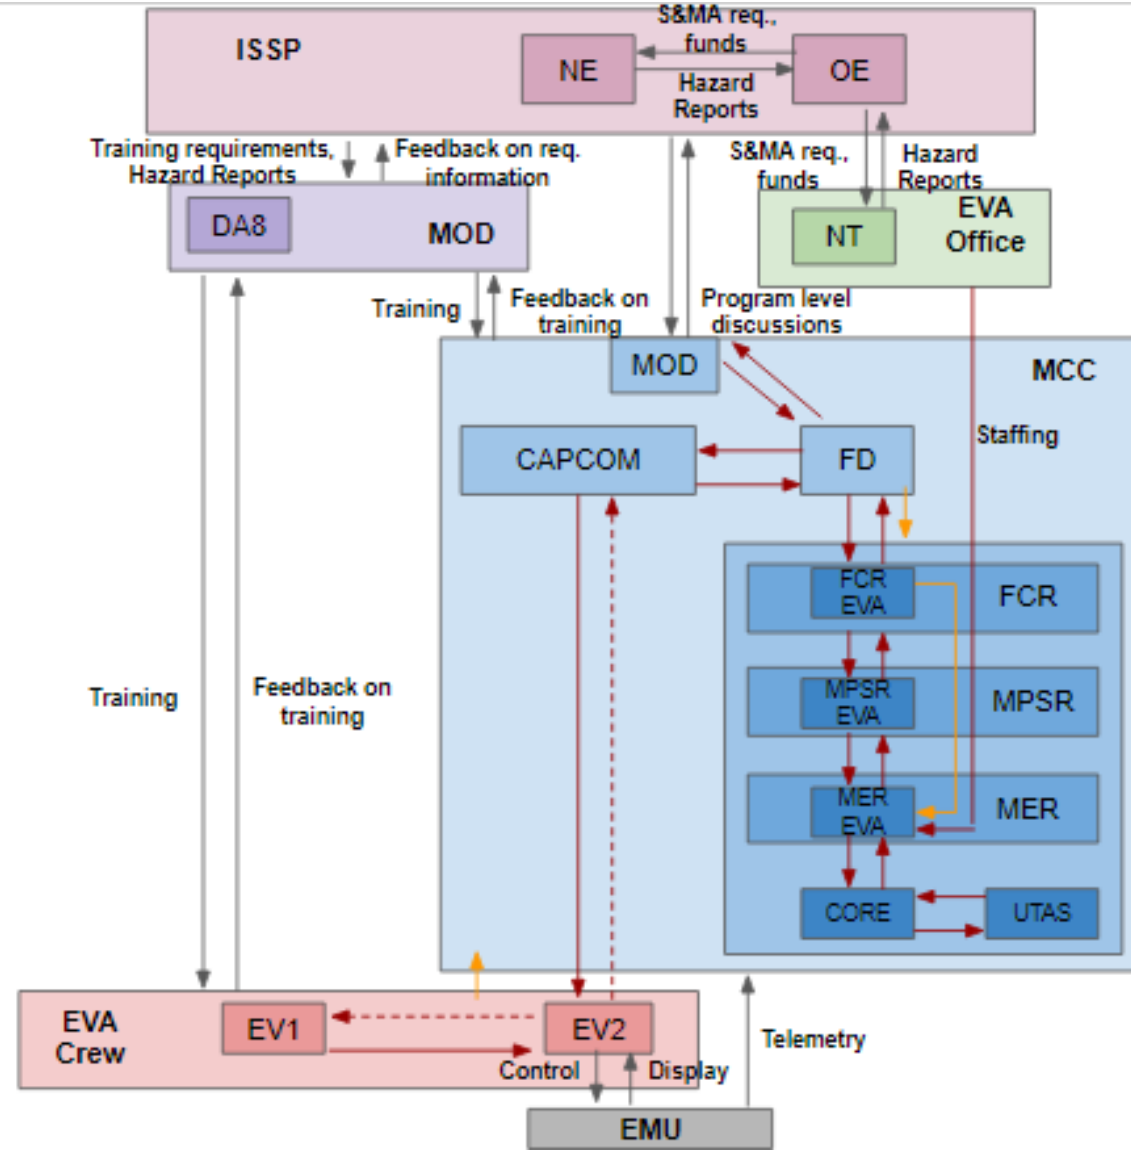 S&MA req.,
funds
ISSP
NE
OE
Hazard
Reports
Training requirements,
Hazard Reports
Feedback on req.
information
S&MA req.,
funds
Hazard
Reports
DA8
MOD
NT
EVA
Office
Training
Feedback on
training
Program level
discussions
MOD
MCC
CAPCOM
FD
Staffing
FCR
EVA
FCR
MPSR
EVA
MPSR
Training
Feedback on
training
MER
EVA
MER
CORE
UTAS
EVA
Crew
EV1
EV2
Telemetry
Control
Display
EMU